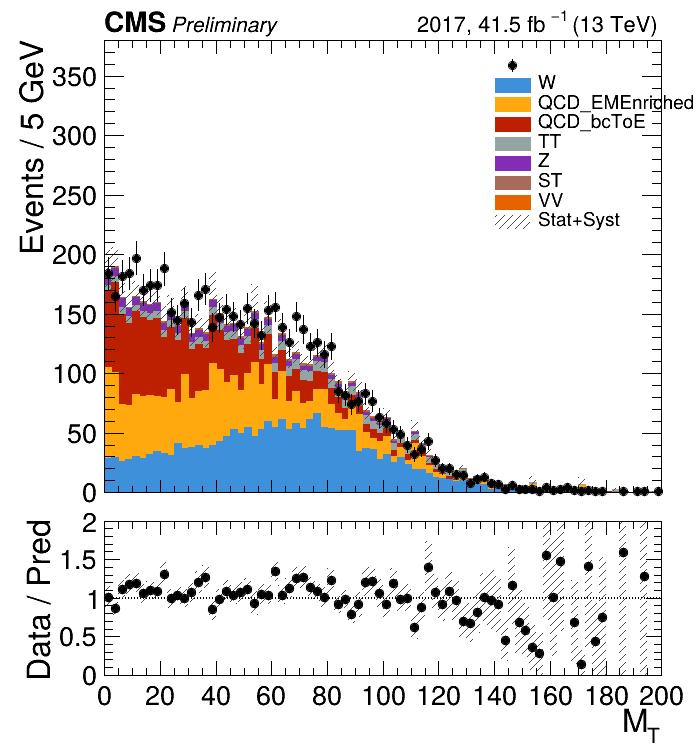 CMS Preliminary 2017, 41.5 fb⁻¹ (13 TeV)
Events / 5 GeV
350
300
250
200
150
100
50
0
W
QCD_EMEnriched
QCD_bcToE
TT
Z
ST
VV
Stat+Syst
Data / Pred
2
1.5
1
0.5
0
0 20 40 60 80 100 120 140 160 180 200
M_T